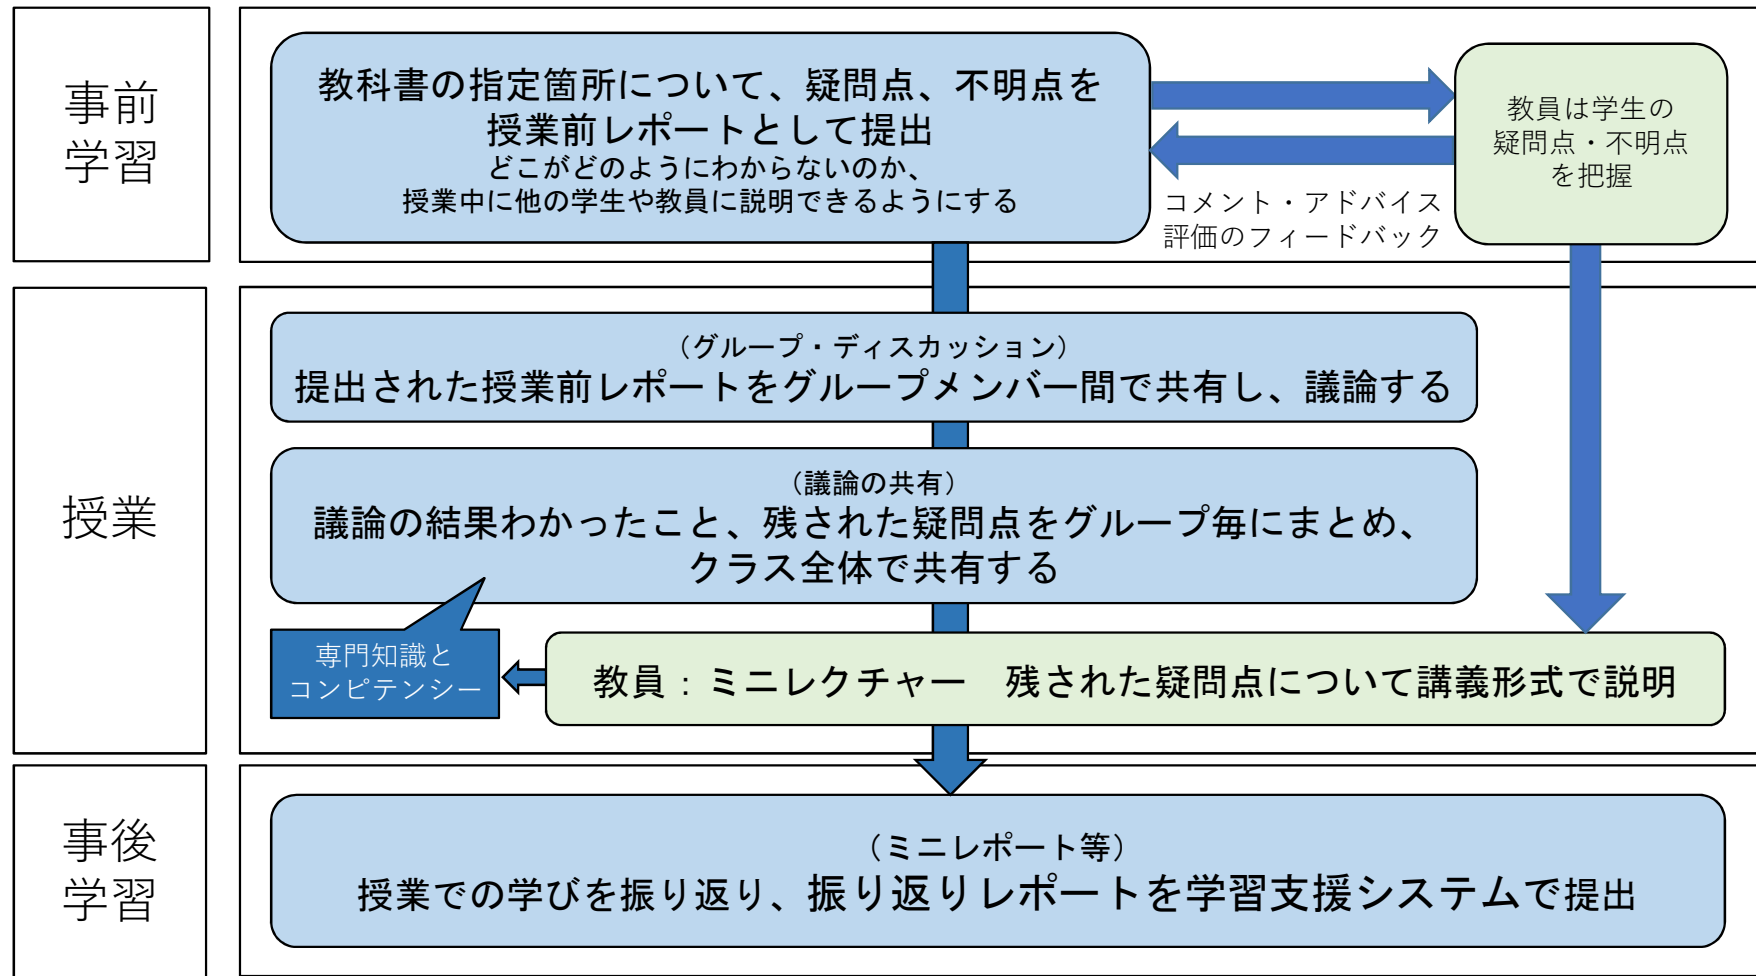 事前
学習
教科書の指定箇所について、疑問点、不明点を
授業前レポートとして提出
どこがどのようにわからないのか、
授業中に他の学生や教員に説明できるようにする
教員は学生の
疑問点・不明点
を把握
コメント・アドバイス
評価のフィードバック
授業
（グループ・ディスカッション）
提出された授業前レポートをグループメンバー間で共有し、議論する
（議論の共有）
議論の結果わかったこと、残された疑問点をグループ毎にまとめ、
クラス全体で共有する
専門知識と
コンピテンシー
教員：ミニレクチャー　残された疑問点について講義形式で説明
事後
学習
（ミニレポート等）
授業での学びを振り返り、振り返りレポートを学習支援システムで提出